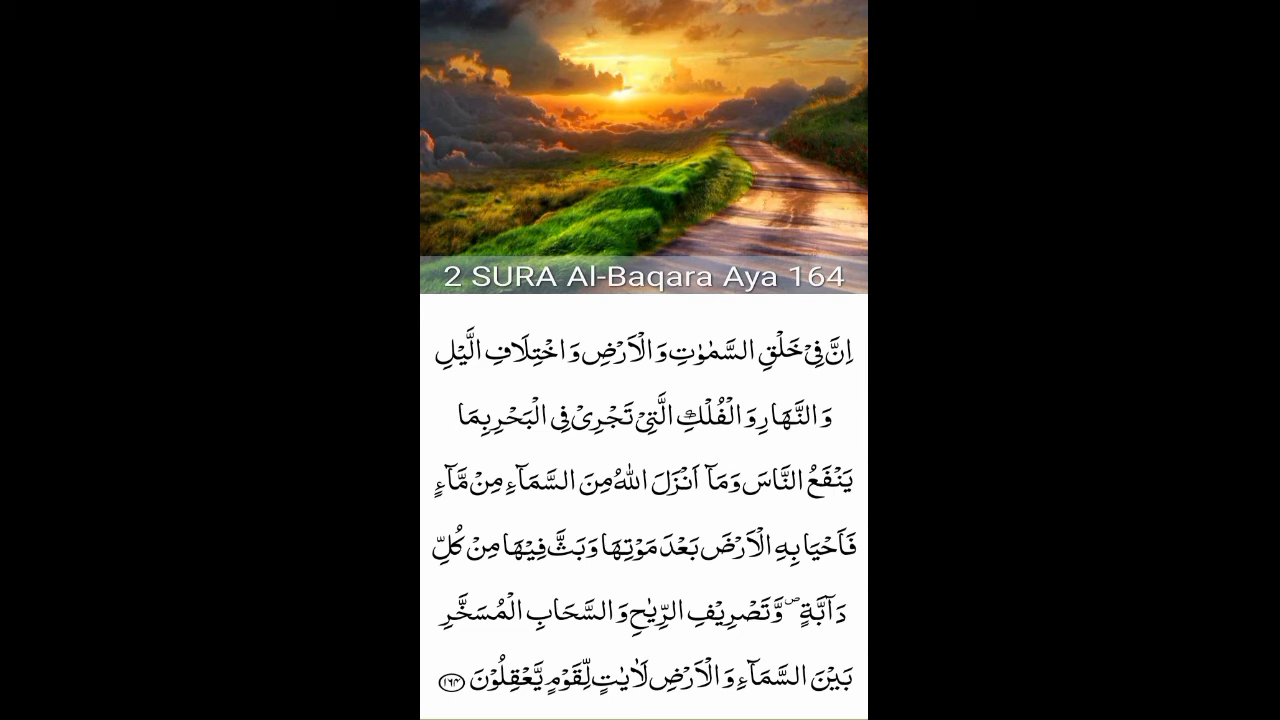 2 SURA Al-Baqara Aya 164
اِنَّ فِیْ خَلْقِ السَّمٰوٰتِ وَ الْاَرْضِ وَ اخْتِلَافِ الَّیْلِ
وَ النَّهَارِ وَ الْفُلْكِ الَّتِیْ تَجْرِیْ فِی الْبَحْرِ بِمَا
یَنْفَعُ النَّاسَ وَ مَاۤ اَنْزَلَ اللّٰهُ مِنَ السَّمَآءِ مِنْ مَّآءٍ
فَاَحْیَا بِهِ الْاَرْضَ بَعْدَ مَوْتِهَا وَ بَثَّ فِیْهَا مِنْ كُلِّ
دَآبَّةٍ ۪ وَّ تَصْرِیْفِ الرِّیٰحِ وَ السَّحَابِ الْمُسَخَّرِ
بَیْنَ السَّمَآءِ وَ الْاَرْضِ لَاٰیٰتٍ لِّقَوْمٍ یَّعْقِلُوْنَ ﴿۱۶۴﴾